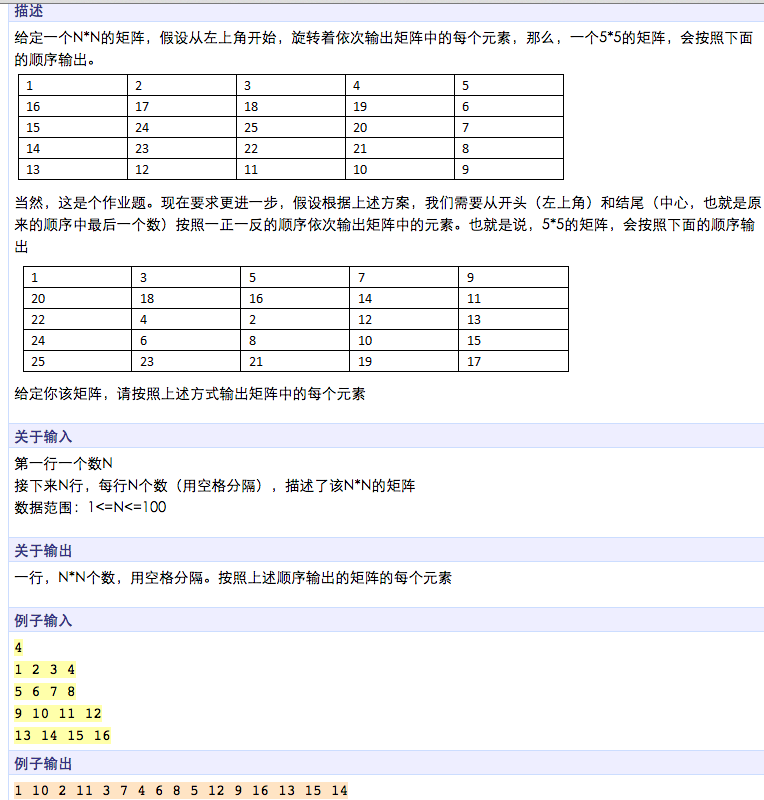 描述
给定一个N*N的矩阵，假设从左上角开始，旋转着依次输出矩阵中的每个元素，那么，一个5*5的矩阵，会按照下面
的顺序输出。
1 2 3 4 5
16 17 18 19 6
15 24 25 20 7
14 23 22 21 8
13 12 11 10 9
当然，这是个作业题。现在要求更进一步，假设根据上述方案，我们需要从开头（左上角）和结尾（中心，也就是原
来的顺序中最后一个数）按照一正一反的顺序依次输出矩阵中的元素。也就是说，5*5的矩阵，会按照下面的顺序输
出
1 3 5 7 9
20 18 16 14 11
22 4 2 12 13
24 6 8 10 15
25 23 21 19 17
给定你该矩阵，请按照上述方式输出矩阵中的每个元素
关于输入
第一行一个数N
接下来N行，每行N个数（用空格分隔），描述了该N*N的矩阵
数据范围：1<=N<=100
关于输出
一行，N*N个数，用空格分隔。按照上述顺序输出的矩阵的每个元素
例子输入
4
1 2 3 4
5 6 7 8
9 10 11 12
13 14 15 16
例子输出
1 10 2 11 3 7 4 6 8 5 12 9 16 13 15 14